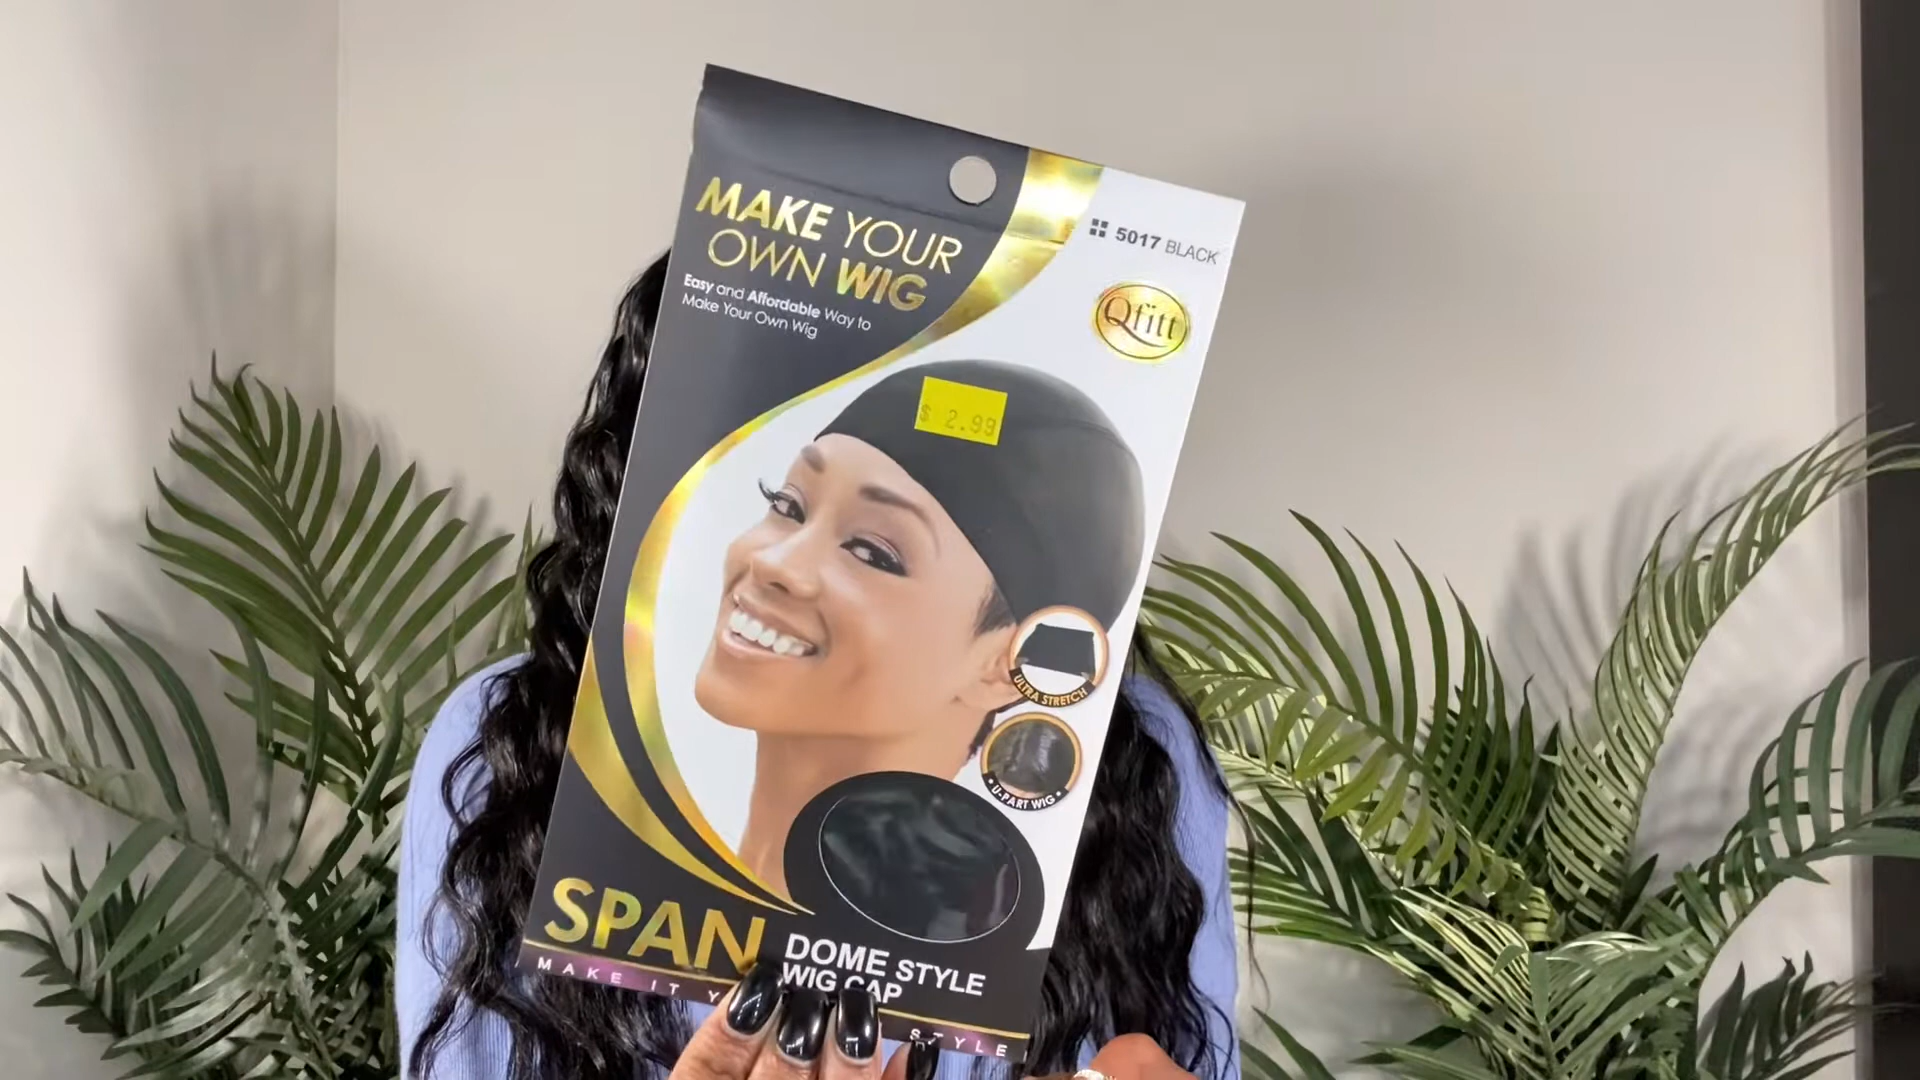 MAKE YOUR
OWN WIG
Easy and Affordable Way to
Make Your Own Wig
5017 BLACK
Qfitt
$ 2.99
ULTRA STRETCH
• U-PART WIG •
SPAN
DOME STYLE
WIG CAP
MAKE IT
STYLE